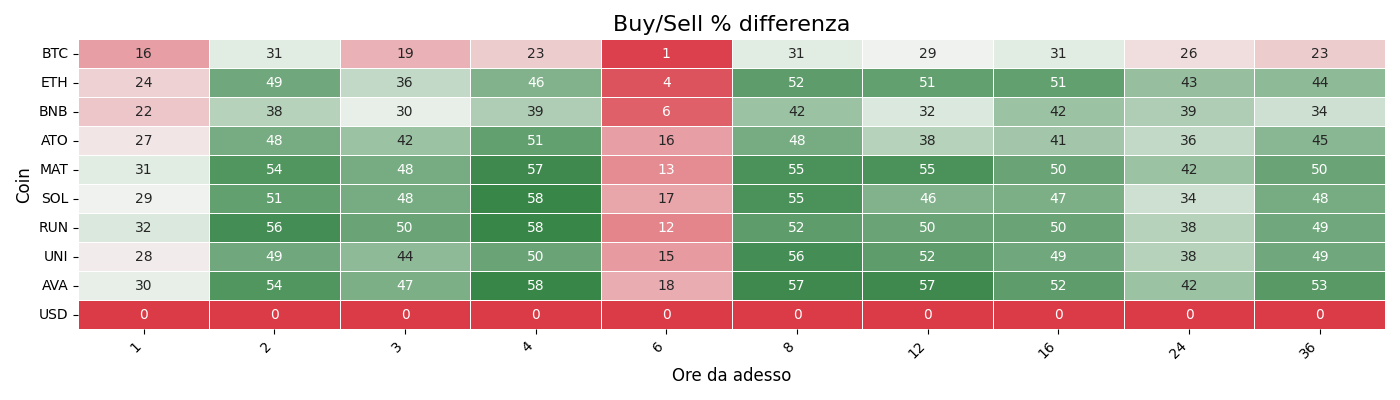 Buy/Sell % differenza
Coin
BTC 16 31 19 23 1 31 29 31 26 23
ETH 24 49 36 46 4 52 51 51 43 44
BNB 22 38 30 39 6 42 32 42 39 34
ATO 27 48 42 51 16 48 38 41 36 45
MAT 31 54 48 57 13 55 55 50 42 50
SOL 29 51 48 58 17 55 46 47 34 48
RUN 32 56 50 58 12 52 50 50 38 49
UNI 28 49 44 50 15 56 52 49 38 49
AVA 30 54 47 58 18 57 57 52 42 53
USD 0 0 0 0 0 0 0 0 0 0
1 2 3 4 6 8 12 16 24 36
Ore da adesso